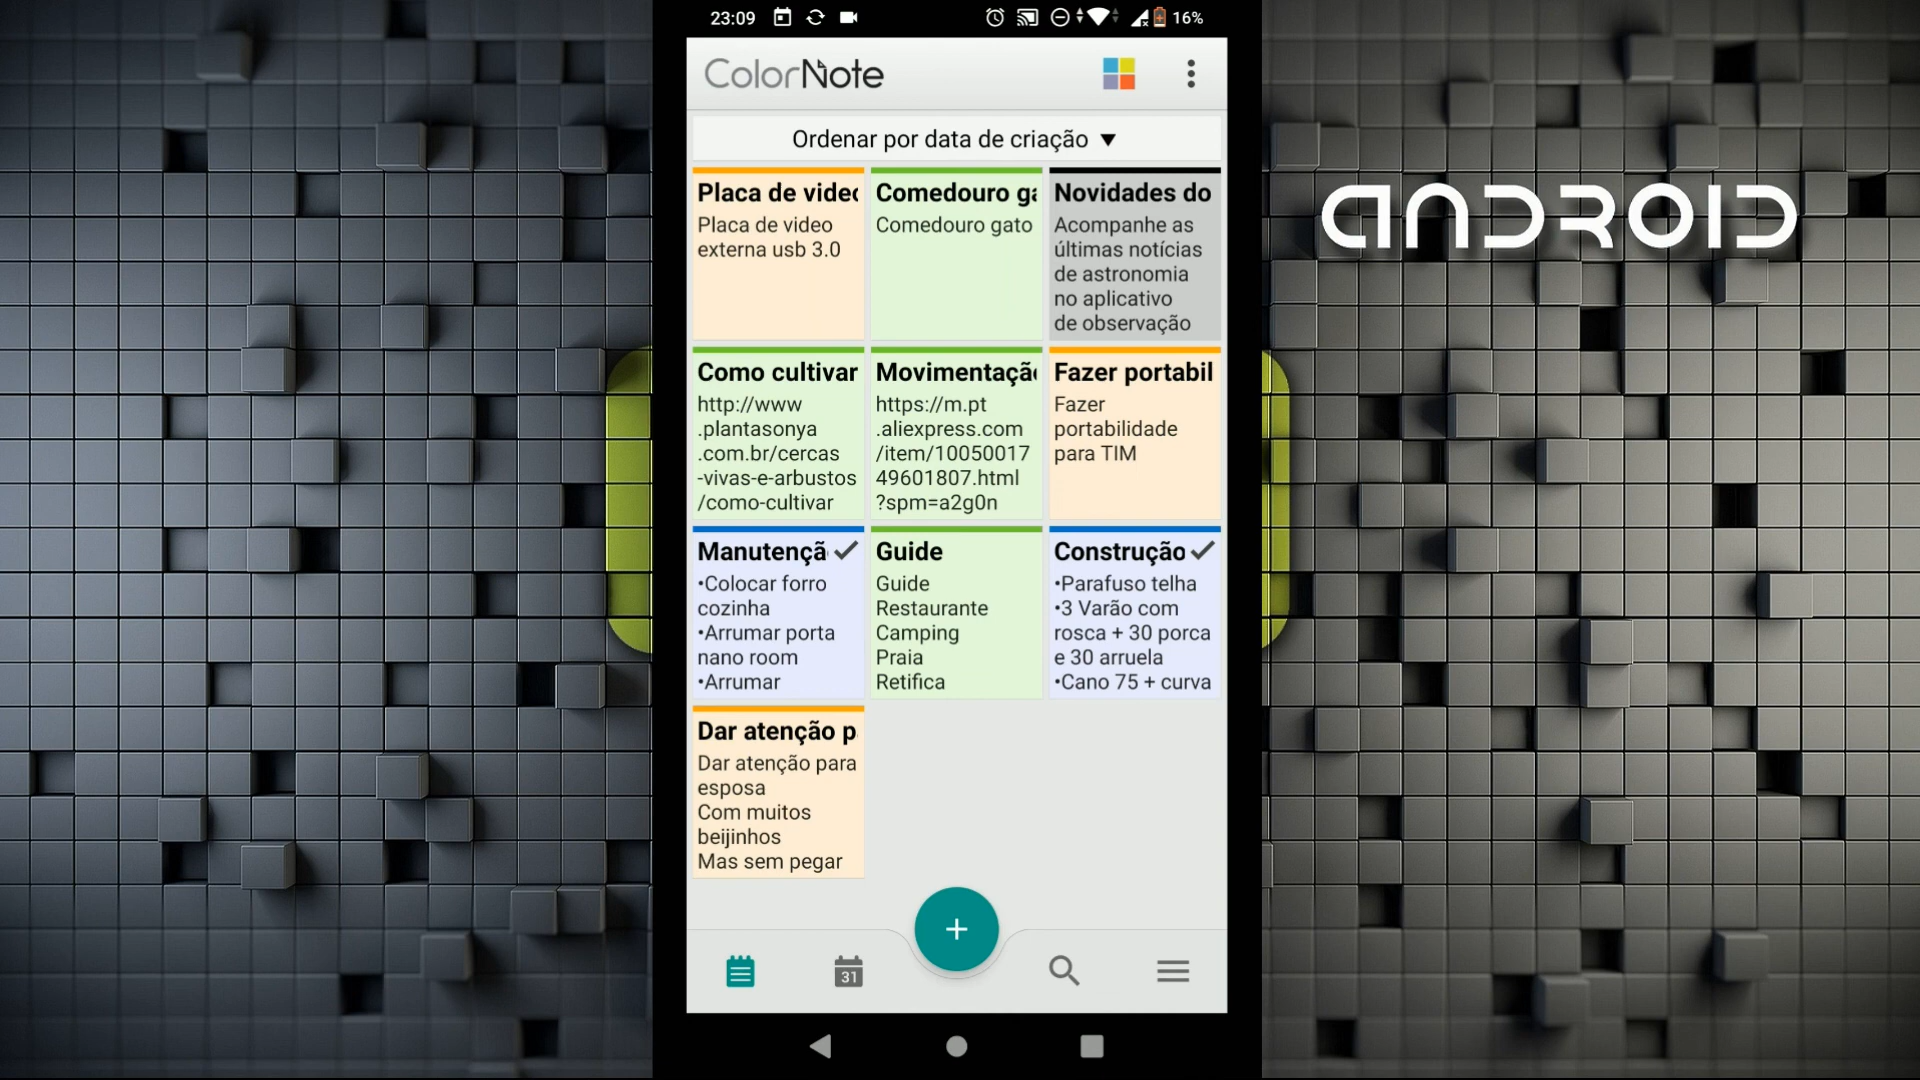 23:09
16%
ColorNote
ANDROID
Ordenar por data de criação ▼
Placa de video
Placa de video
externa usb 3.0
Comedouro ga
Comedouro gato
Novidades do
Acompanhe as
últimas notícias
de astronomia
no aplicativo
de observação
Como cultivar
http://www
.plantasonya
.com.br/cercas
-vivas-e-arbustos
/como-cultivar
Movimentação
https://m.pt
.aliexpress.com
/item/10050017
49601807.html
?spm=a2g0n
Fazer portabil
Fazer
portabilidade
para TIM
Manutençã
•Colocar forro
cozinha
•Arrumar porta
nano room
•Arrumar
Guide
Guide
Restaurante
Camping
Praia
Retifica
Construção
•Parafuso telha
•3 Varão com
rosca + 30 porca
e 30 arruela
•Cano 75 + curva
Dar atenção p
Dar atenção para
esposa
Com muitos
beijinhos
Mas sem pegar
+
31